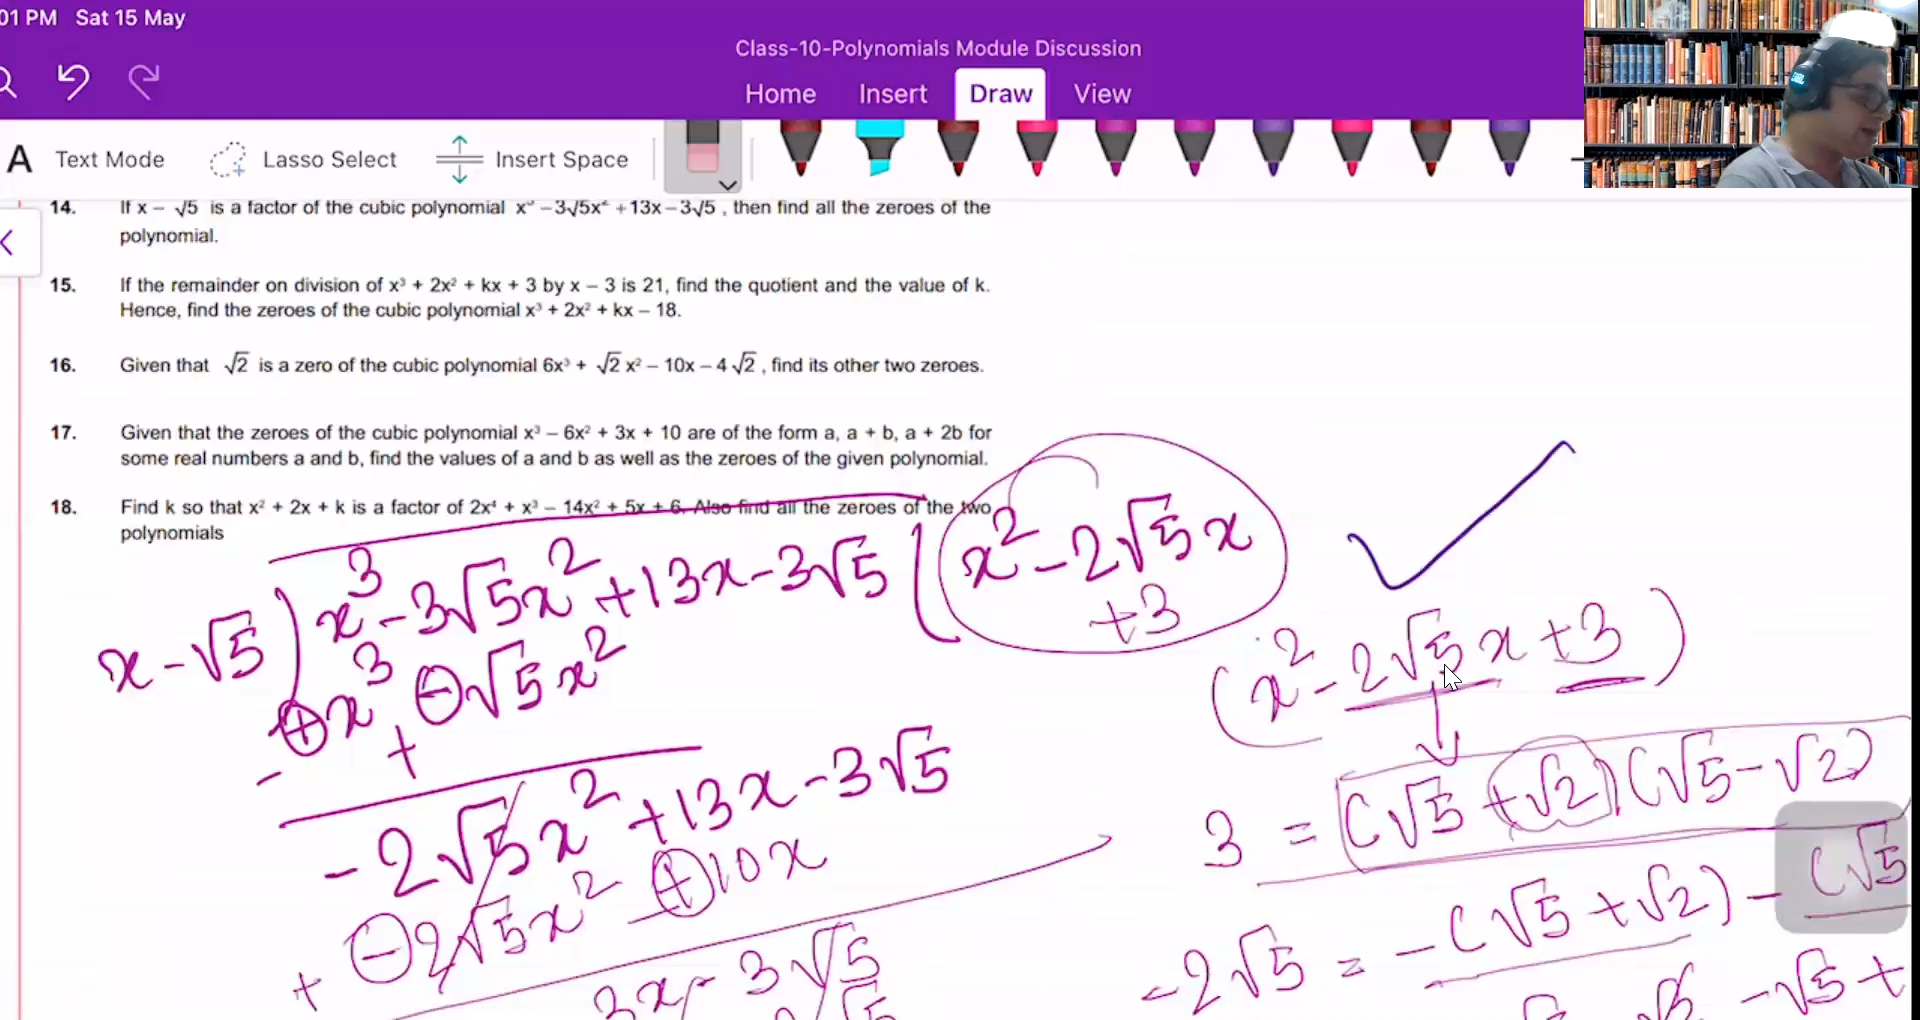 01 PM Sat 15 May
Class-10-Polynomials Module Discussion
Home Insert Draw View
A Text Mode Lasso Select Insert Space
14. If x − √5 is a factor of the cubic polynomial x³ − 3√5x² + 13x − 3√5 , then find all the zeroes of the
polynomial.
15. If the remainder on division of x³ + 2x² + kx + 3 by x − 3 is 21, find the quotient and the value of k.
Hence, find the zeroes of the cubic polynomial x³ + 2x² + kx − 18.
16. Given that √2 is a zero of the cubic polynomial 6x³ + √2 x² − 10x − 4√2 , find its other two zeroes.
17. Given that the zeroes of the cubic polynomial x³ − 6x² + 3x + 10 are of the form a, a + b, a + 2b for
some real numbers a and b, find the values of a and b as well as the zeroes of the given polynomial.
18. Find k so that x² + 2x + k is a factor of 2x⁴ + x³ − 14x² + 5x + 6. Also find all the zeroes of the two
polynomials
x − √5 ) x³ − 3√5x² + 13x − 3√5 ( x² − 2√5x
+3
x³ − √5x²
− +
−2√5x² + 13x − 3√5
−2√5x² + 10x
+ −
3x − 3√5
(x² − 2√5x + 3)
3 = (√5 + √2)(√5 − √2)
−2√5 = −(√5 + √2) − (√5
−√5 +